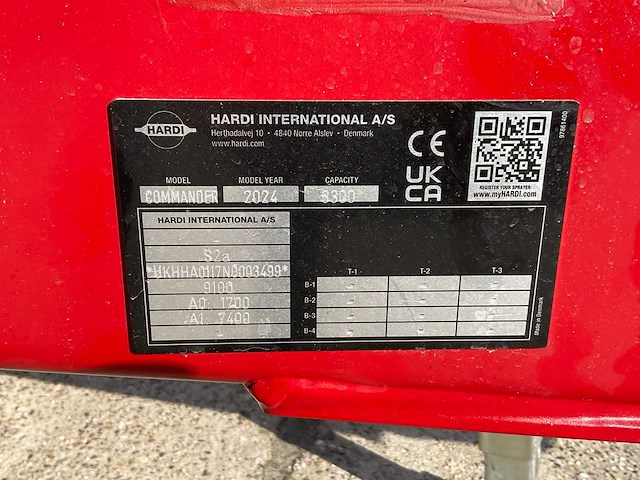 HARDI
HARDI INTERNATIONAL A/S
Herthadalvej 10 • 4840 Nørre Alslev • Denmark
www.hardi.com
CE
UK
CA
REGISTER YOUR SPRAYER:
www.myHARDI.com
97861400
MODEL MODEL YEAR CAPACITY
COMMANDER 2024 3300
HARDI INTERNATIONAL A/S
-
S2a
9100
A0: 1700
A1: 7400
-
T-1 T-2 T-3
B-1 - - -
B-2 - - -
B-3 - - -
B-4 - - -
Made in Denmark